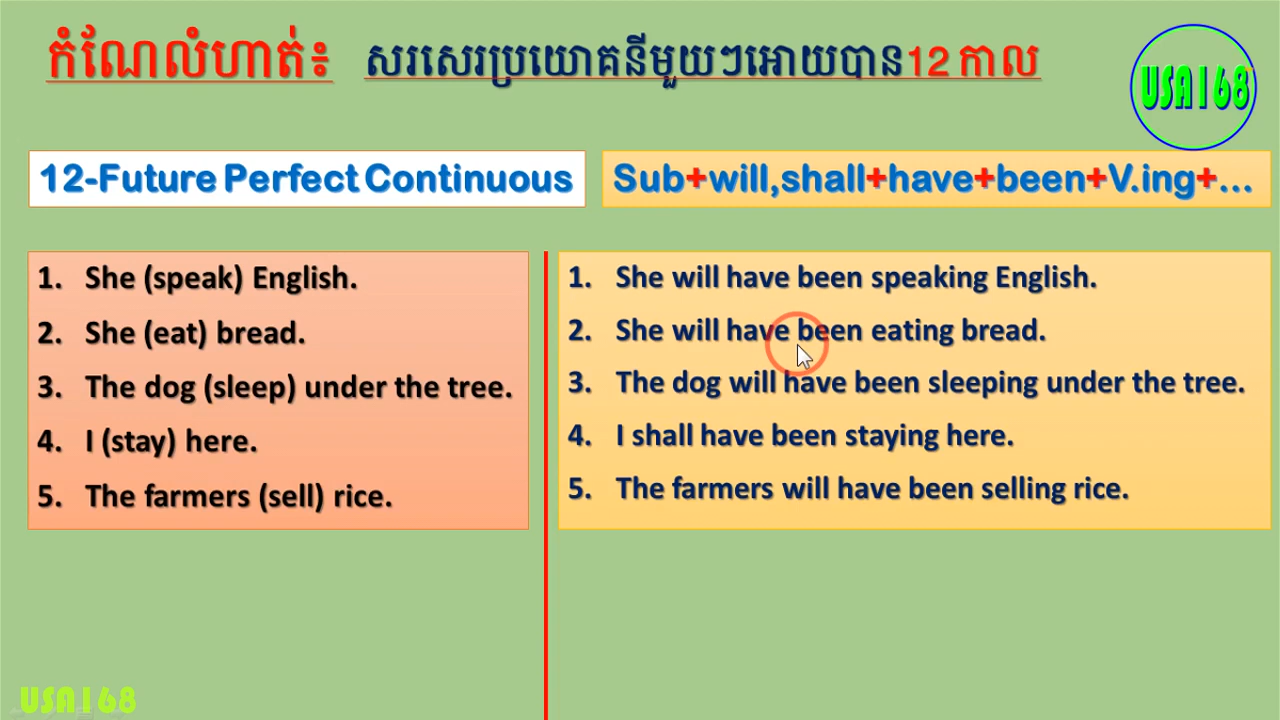 កំណែលំហាត់៖ សរសេរប្រយោគនីមួយៗអោយបាន12 កាល
USA168
12-Future Perfect Continuous
Sub+will,shall+have+been+V.ing+...
1. She (speak) English.
2. She (eat) bread.
3. The dog (sleep) under the tree.
4. I (stay) here.
5. The farmers (sell) rice.
1. She will have been speaking English.
2. She will have been eating bread.
3. The dog will have been sleeping under the tree.
4. I shall have been staying here.
5. The farmers will have been selling rice.
USA168